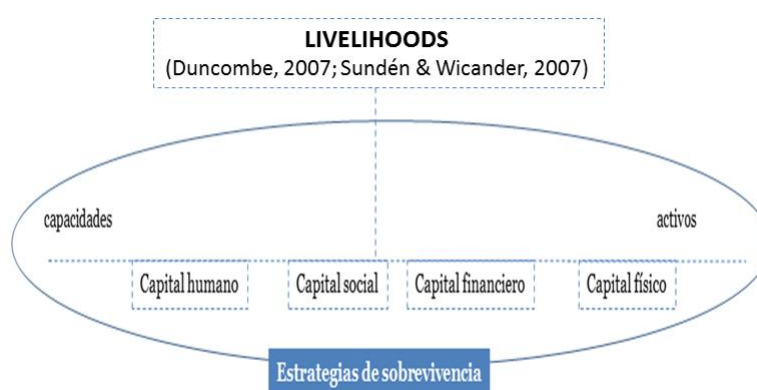 LIVELIHOODS
(Duncombe, 2007; Sundén & Wicander, 2007)
capacidades
activos
Capital humano
Capital social
Capital financiero
Capital físico
Estrategias de sobrevivencia